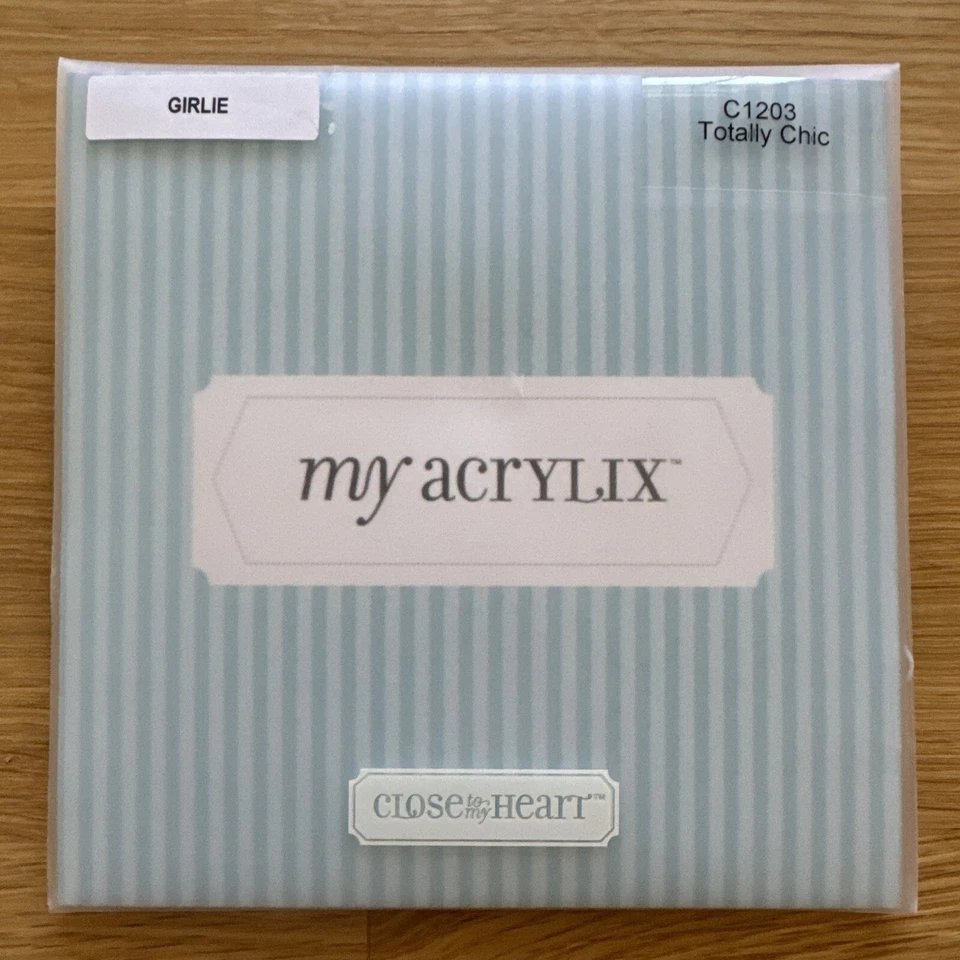 GIRLIE
C1203
Totally Chic
my acrylix™
close to my heart™